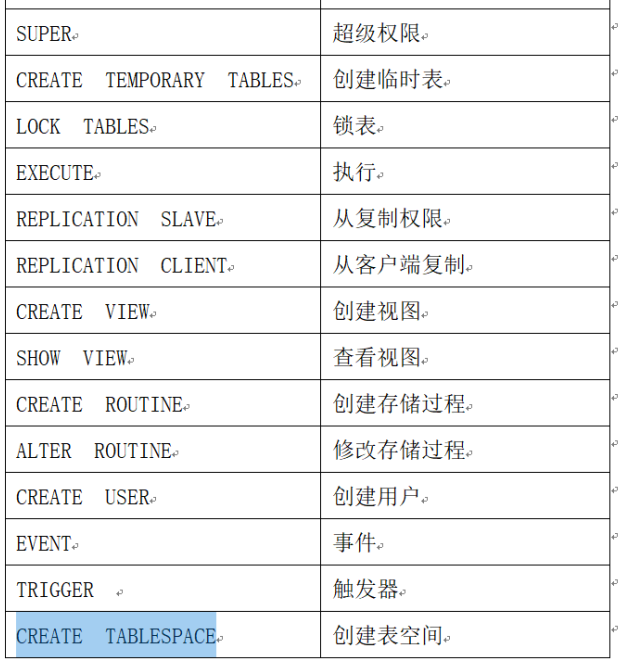 SUPER 超级权限
CREATE TEMPORARY TABLES 创建临时表
LOCK TABLES 锁表
EXECUTE 执行
REPLICATION SLAVE 从复制权限
REPLICATION CLIENT 从客户端复制
CREATE VIEW 创建视图
SHOW VIEW 查看视图
CREATE ROUTINE 创建存储过程
ALTER ROUTINE 修改存储过程
CREATE USER 创建用户
EVENT 事件
TRIGGER 触发器
CREATE TABLESPACE 创建表空间